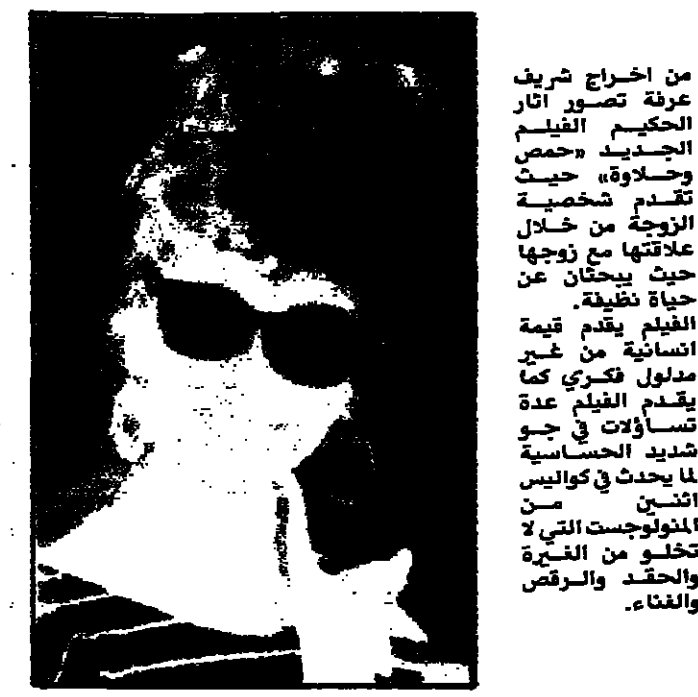 من اخراج شريف
عرفة تصور اثار
الحكيم الفيلم
الجديد «حمص
وحلاوة» حيث
تقدم شخصية
الزوجة من خلال
علاقتها مع زوجها
حيث يبحثان عن
حياة نظيفة.
الفيلم يقدم قيمة
انسانية من غير
مدلول فكري كما
يقدم الفيلم عدة
تساؤلات في جو
شديد الحساسية
لما يحدث في كواليس
اثنين من
المنولوجست التي لا
تخلو من الغيرة
والحقد والرقص
والغناء.